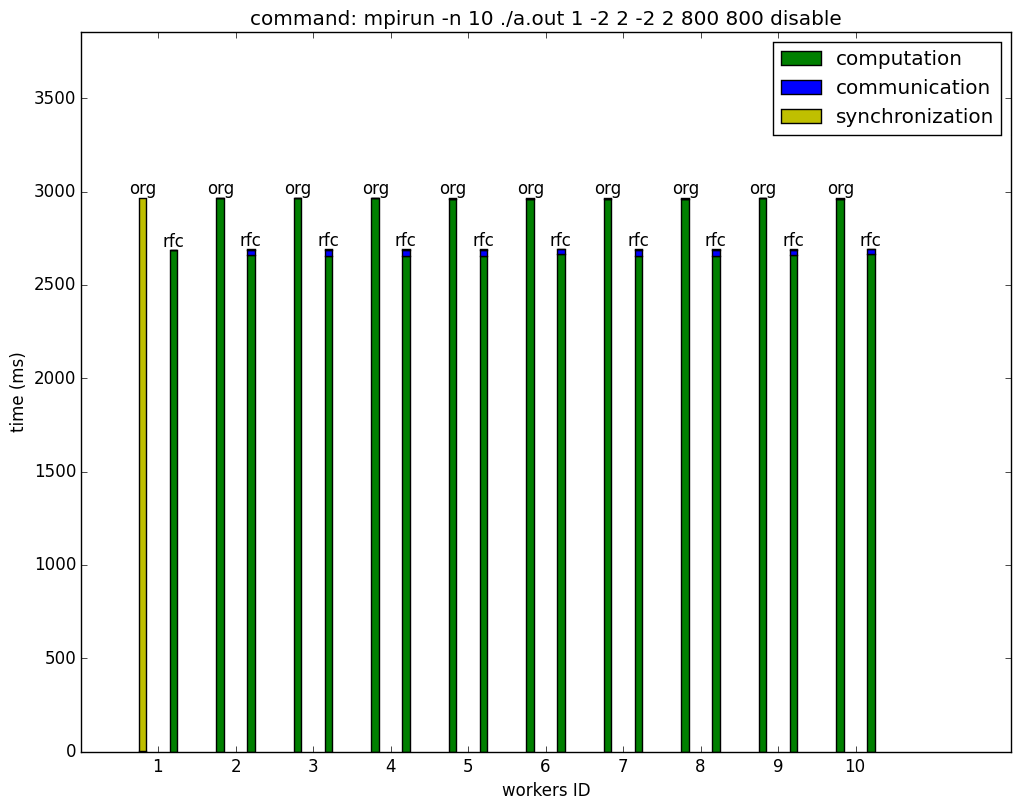 command: mpirun -n 10 ./a.out 1 -2 2 -2 2 800 800 disable
computation
communication
synchronization
3500
3000
2500
2000
1500
1000
500
0
time (ms)
org org org org org org org org org org
rfc rfc rfc rfc rfc rfc rfc rfc rfc rfc
1 2 3 4 5 6 7 8 9 10
workers ID